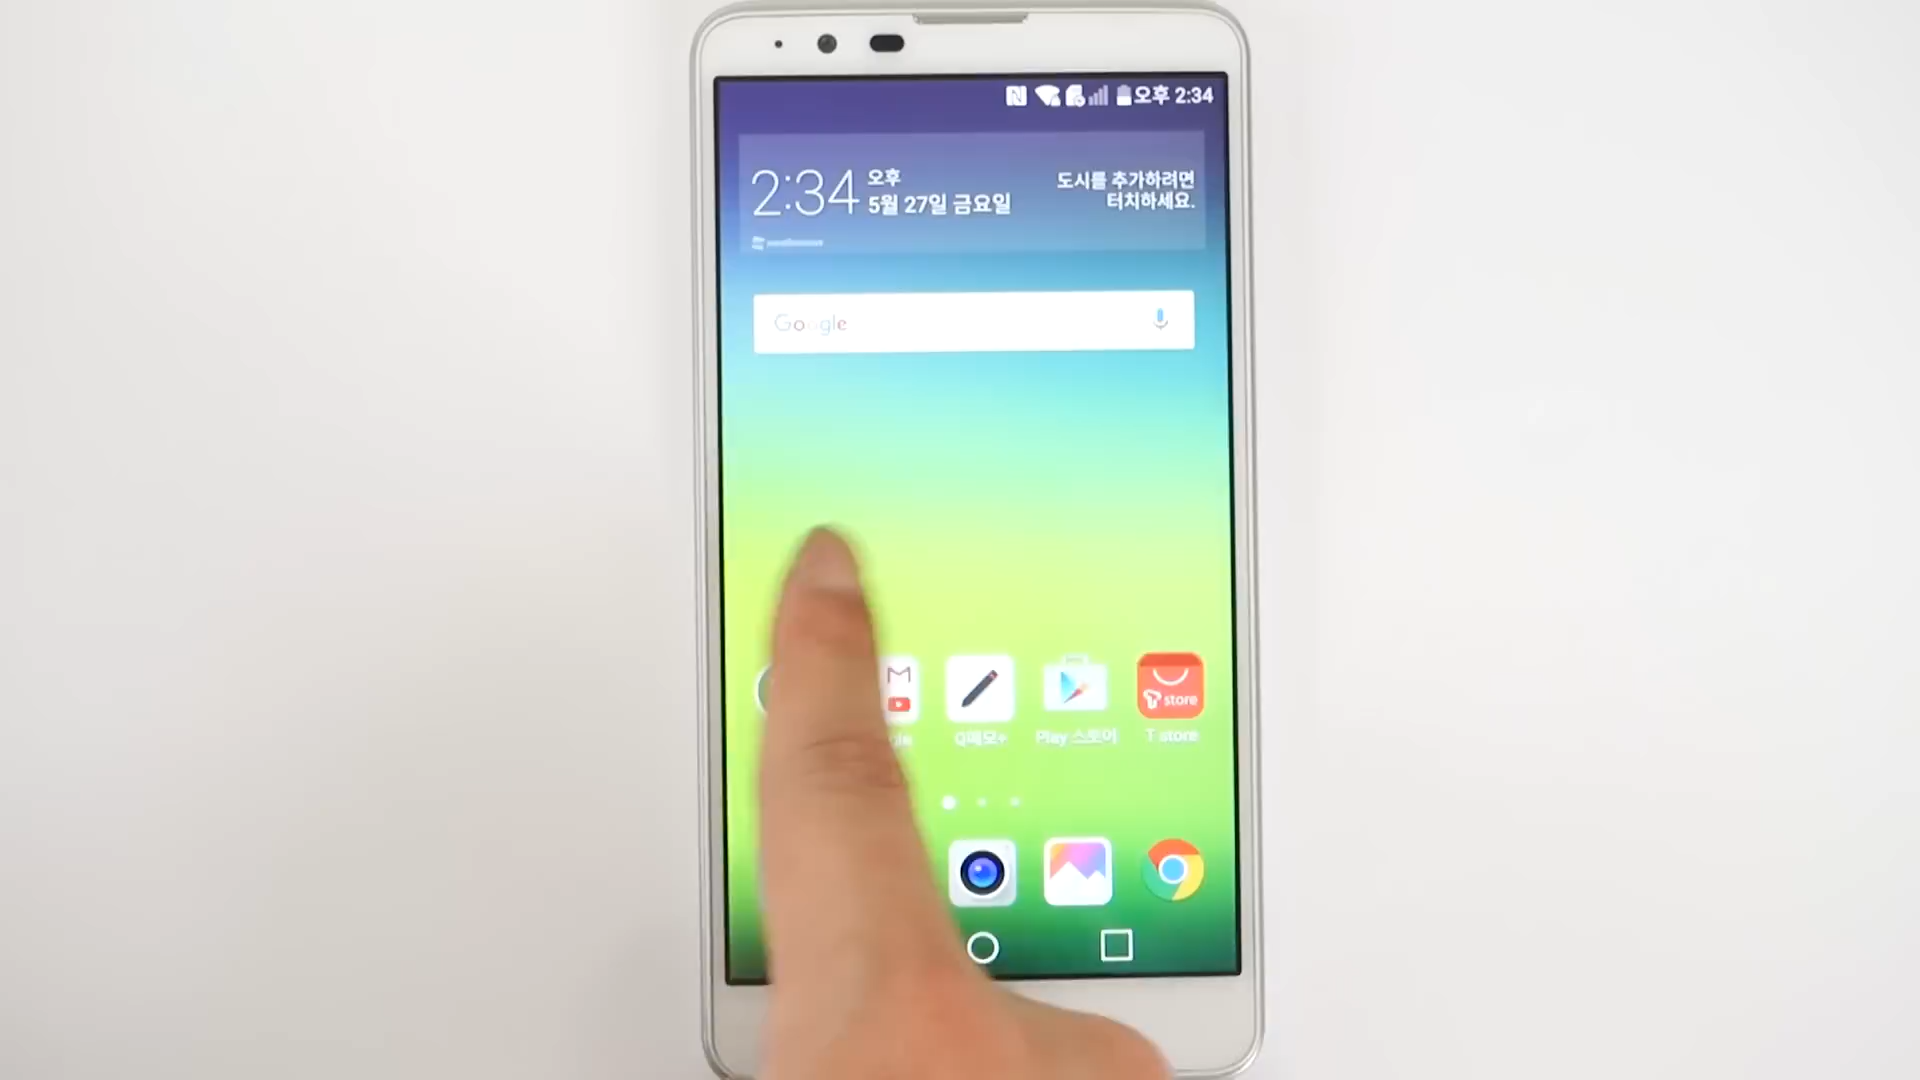 오후 2:34
2:34 오후
5월 27일 금요일
도시를 추가하려면
터치하세요.
Google
store
Q메모+
Play 스토어
T store